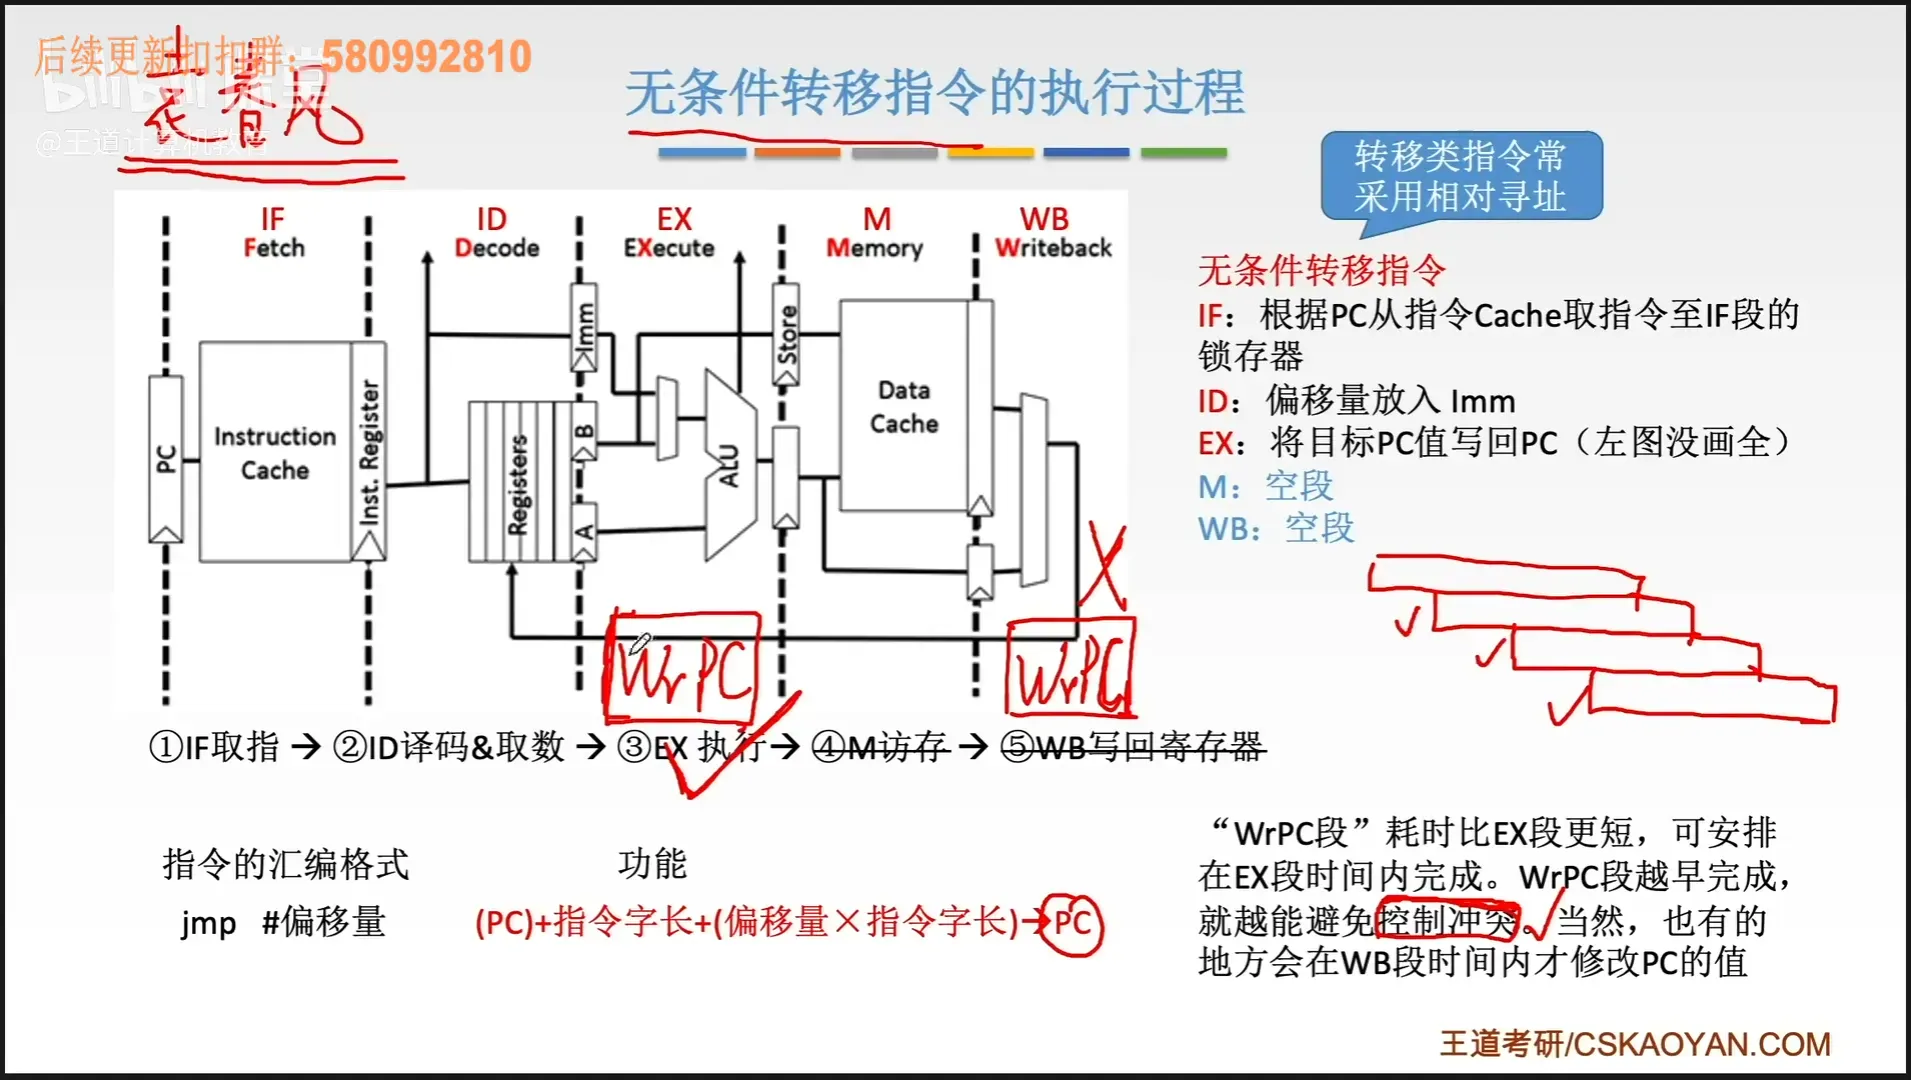 后续更新扣扣群：580992810
@王道计算机教育
无条件转移指令的执行过程
转移类指令常
采用相对寻址
IF
Fetch
ID
Decode
EX
EXecute
M
Memory
WB
Writeback
PC
Instruction
Cache
Inst. Register
Registers
Imm
B
A
ALU
Store
Data
Cache
WrPC
WrPC
无条件转移指令
IF：根据PC从指令Cache取指令至IF段的
锁存器
ID：偏移量放入 Imm
EX：将目标PC值写回PC（左图没画全）
M：空段
WB：空段
①IF取指 → ②ID译码&取数 → ③EX 执行→ ④M访存 → ⑤WB写回寄存器
指令的汇编格式
功能
jmp #偏移量
(PC)+指令字长+(偏移量×指令字长)→PC
“WrPC段”耗时比EX段更短，可安排
在EX段时间内完成。WrPC段越早完成，
就越能避免控制冲突。当然，也有的
地方会在WB段时间内才修改PC的值
王道考研/CSKAOYAN.COM